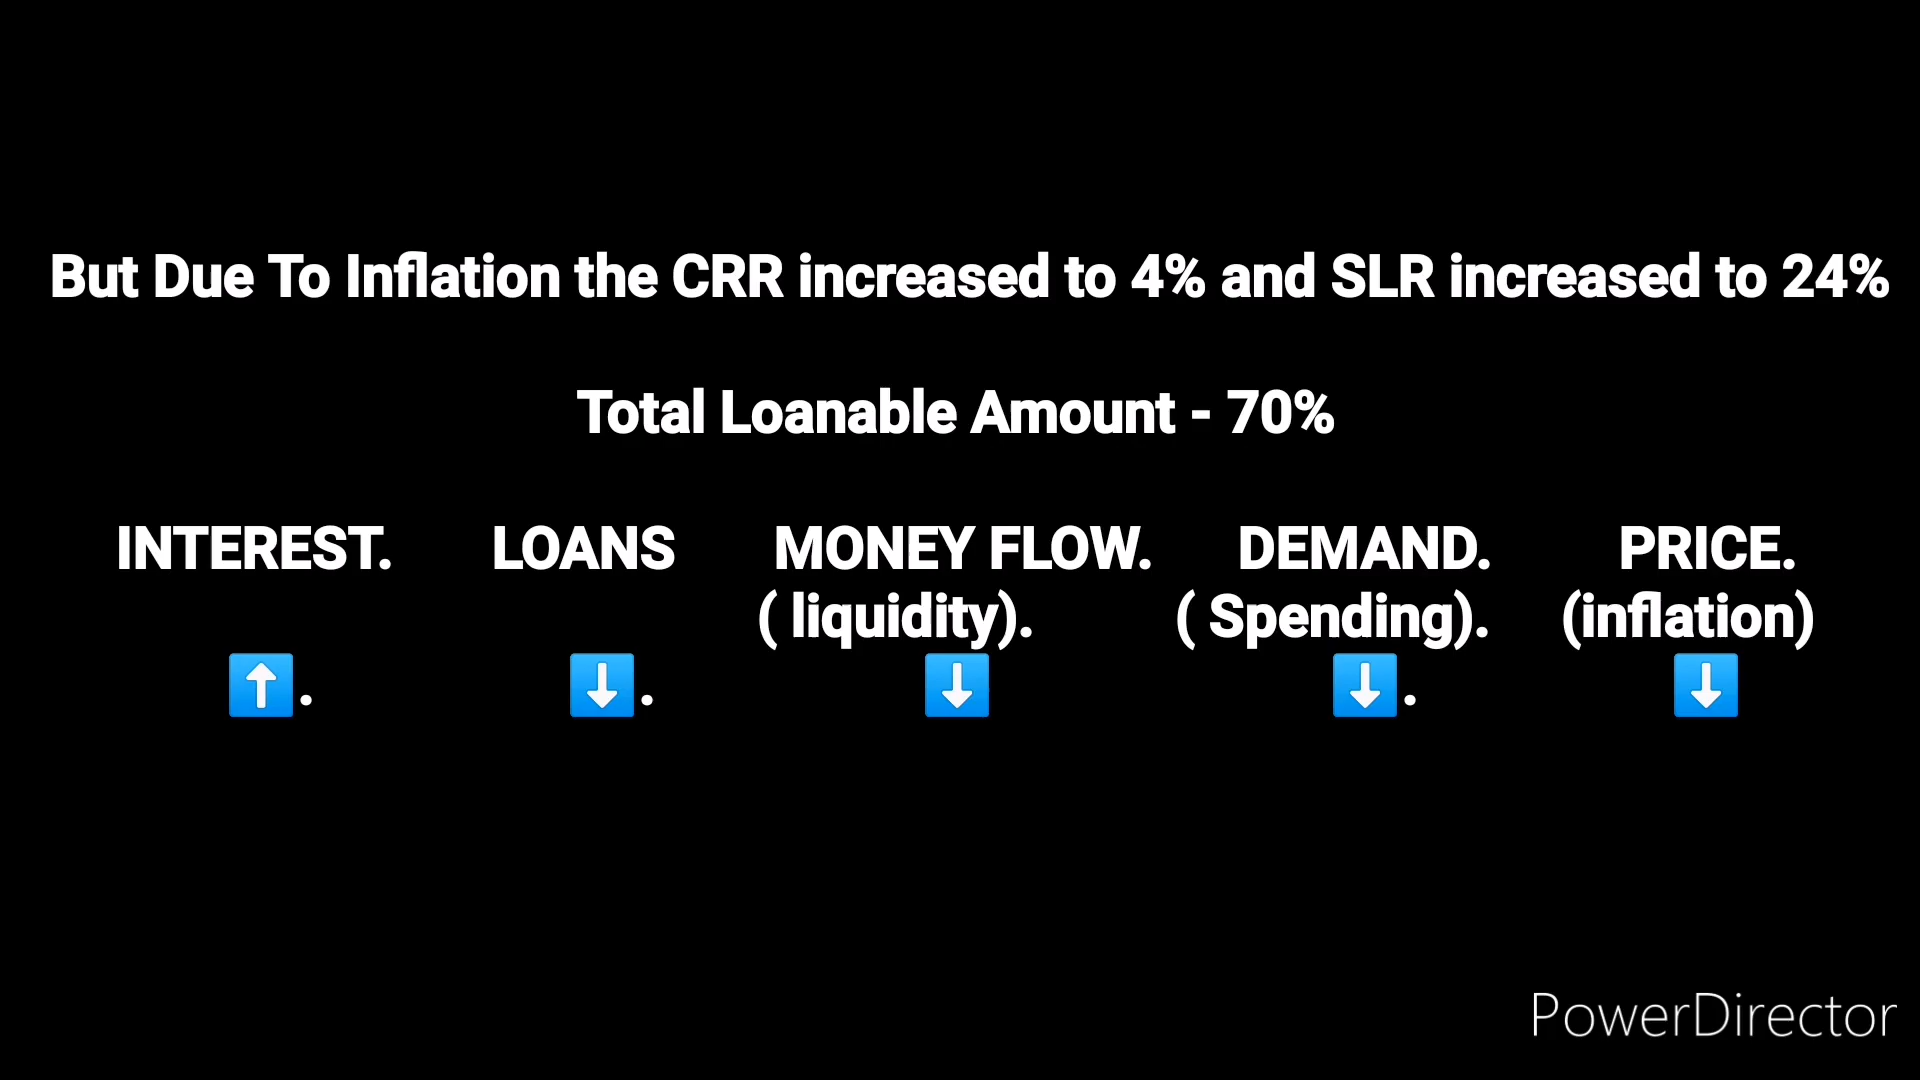 But Due To Inflation the CRR increased to 4% and SLR increased to 24%
Total Loanable Amount - 70%
INTEREST. LOANS MONEY FLOW. DEMAND. PRICE.
( liquidity). ( Spending). (inflation)
⬆️. ⬇️. ⬇️ ⬇️. ⬇️
PowerDirector